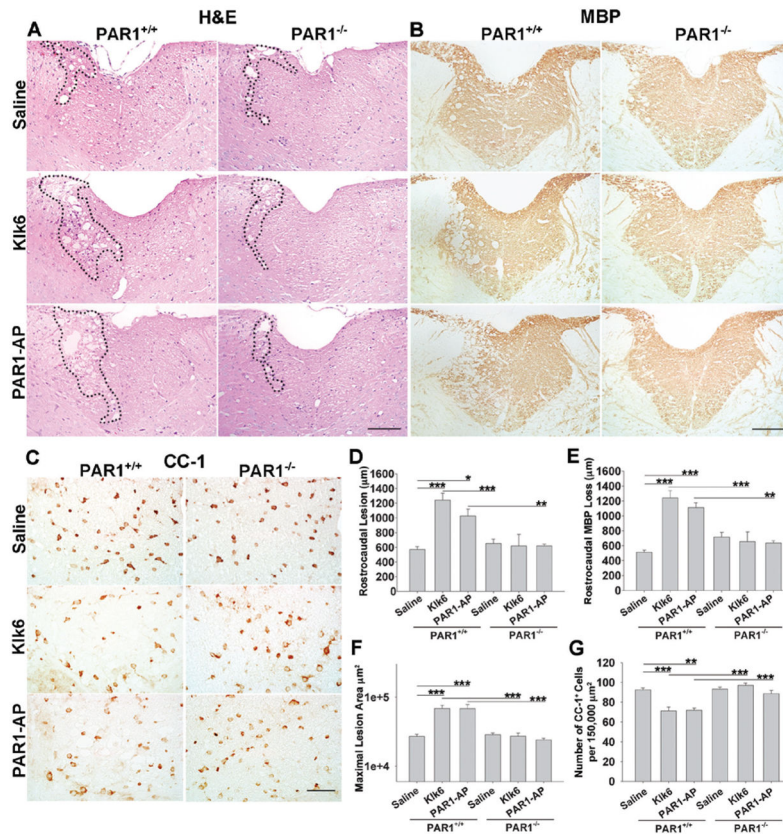 A H&E
PAR1+/+ PAR1-/-
Saline
Klk6
PAR1-AP
B MBP
PAR1+/+ PAR1-/-
C CC-1
PAR1+/+ PAR1-/-
Saline
Klk6
PAR1-AP
D
Rostrocaudal Lesion (μm)
1600
1400
1200
1000
800
600
400
200
0
*
***
***
**
Saline Klk6 PAR1-AP Saline Klk6 PAR1-AP
PAR1+/+ PAR1-/-
E
Rostrocaudal MBP Loss (μm)
1600
1400
1200
1000
800
600
400
200
0
***
***
***
**
Saline Klk6 PAR1-AP Saline Klk6 PAR1-AP
PAR1+/+ PAR1-/-
F
Maximal Lesion Area μm²
1e+5
1e+4
***
***
***
***
Saline Klk6 PAR1-AP Saline Klk6 PAR1-AP
PAR1+/+ PAR1-/-
G
Number of CC-1+ Cells
per 150,000 μm²
120
100
80
60
40
20
0
**
***
***
***
Saline Klk6 PAR1-AP Saline Klk6 PAR1-AP
PAR1+/+ PAR1-/-